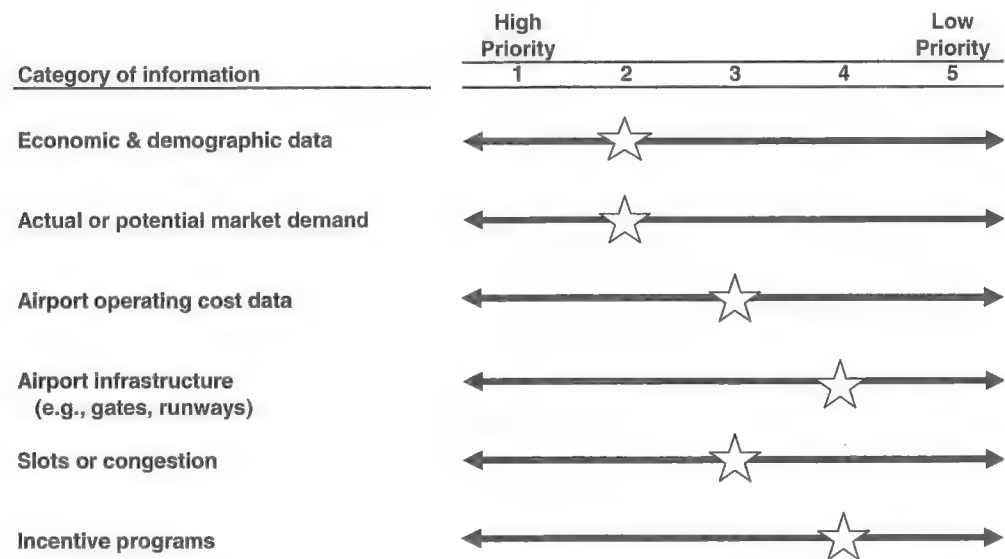 High Low
Priority Priority
Category of information 1 2 3 4 5
Economic & demographic data
Actual or potential market demand
Airport operating cost data
Airport infrastructure
(e.g., gates, runways)
Slots or congestion
Incentive programs